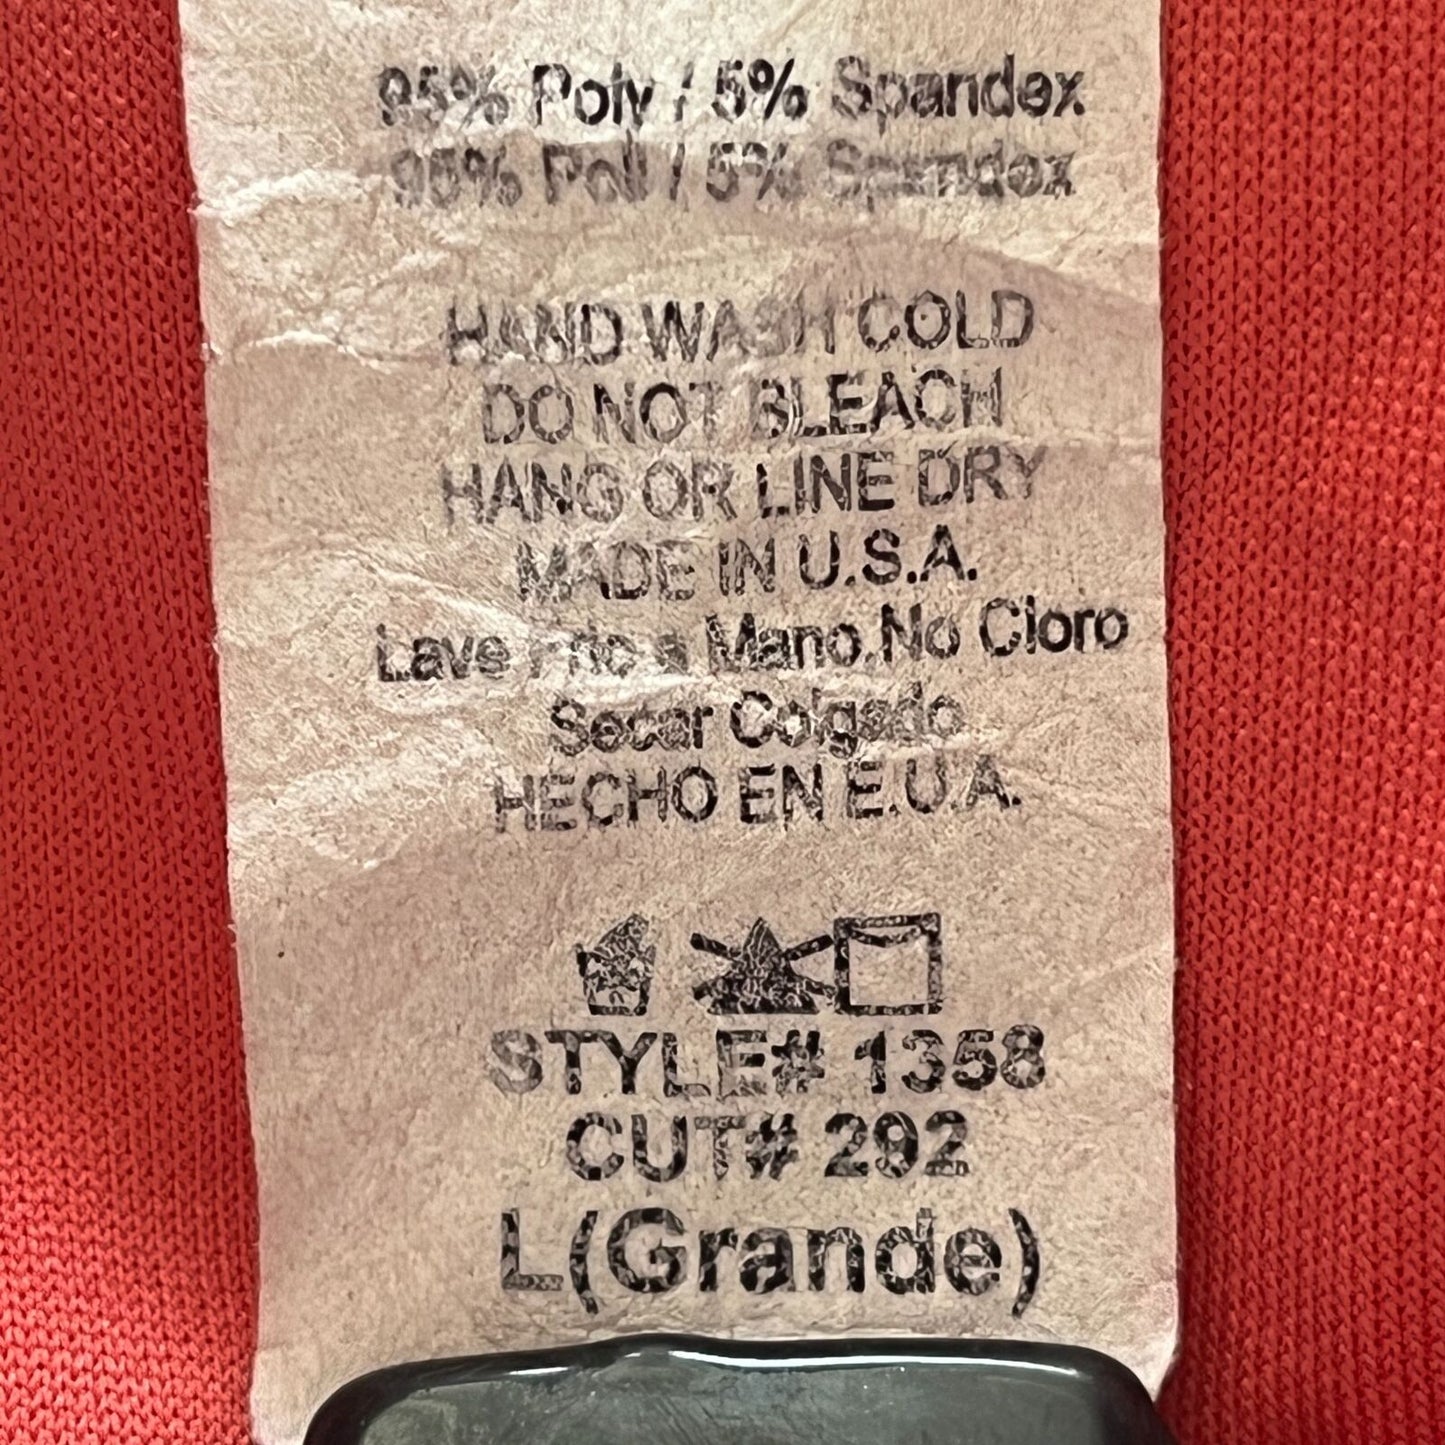 95% Poly / 5% Spandex
95% Poli / 5% Spandex
HAND WASH COLD
DO NOT BLEACH
HANG OR LINE DRY
MADE IN U.S.A.
Lave Frio a Mano,No Cloro
Secar Colgado
HECHO EN E.U.A.
STYLE# 1358
CUT# 292
L(Grande)